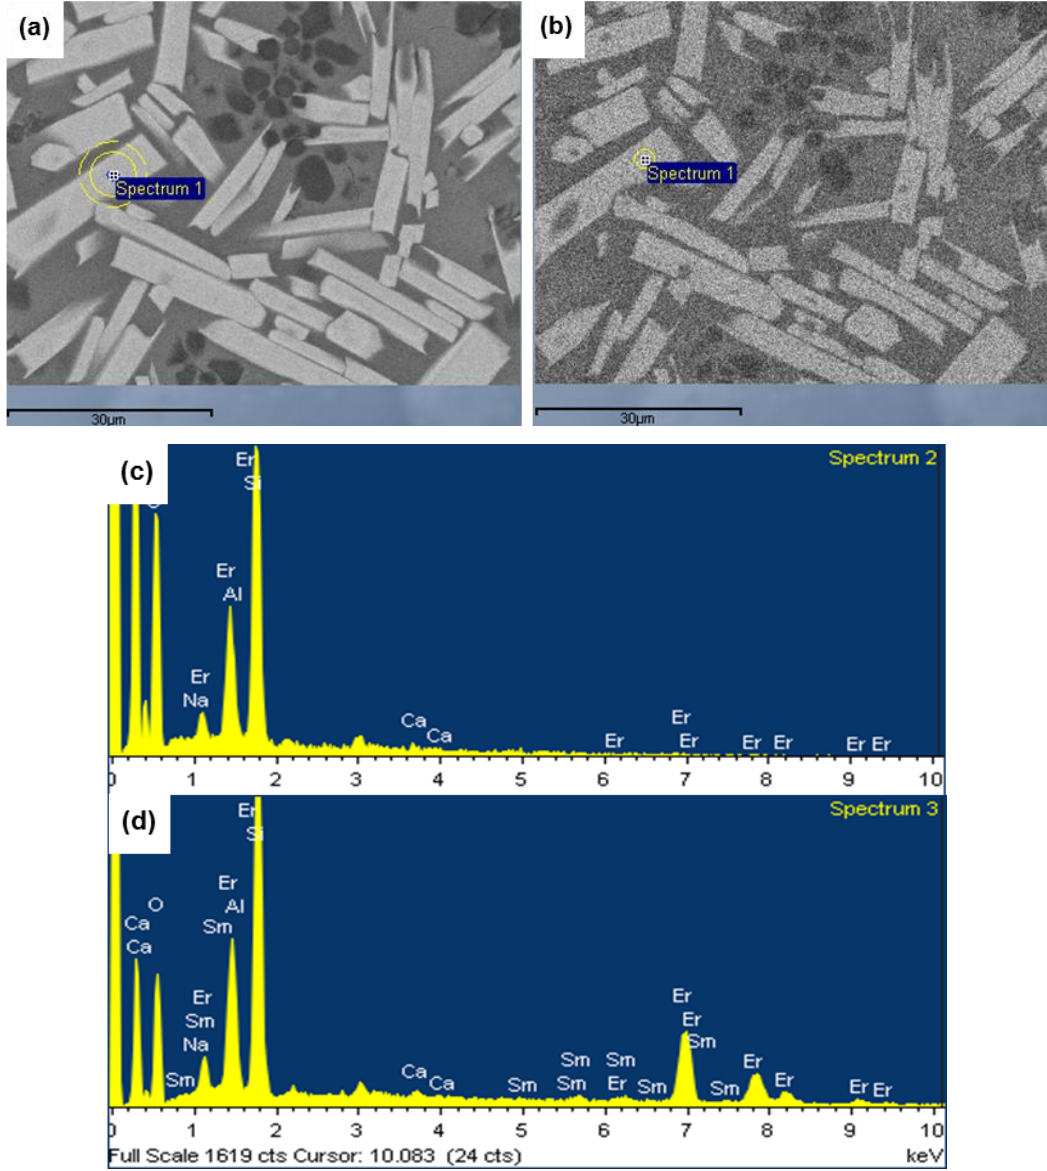 (a)
(b)
Spectrum 1
Spectrum 1
30µm
30µm
(c)
Spectrum 2
Er
Si
Er
Al
Er
Na
Ca
Ca
Er
Er
Er
Er
Er
Er
Er
0 1 2 3 4 5 6 7 8 9 10
(d)
Spectrum 3
Er
Si
Er
Al
Sm
O
Ca
Ca
Er
Sm
Na
Sm
Ca
Ca
Sm
Sm
Sm
Sm
Er
Sm
Er
Er
Sm
Sm
Er
Er
Er
Er
0 1 2 3 4 5 6 7 8 9 10
Full Scale 1619 cts Cursor: 10.083 (24 cts)
keV